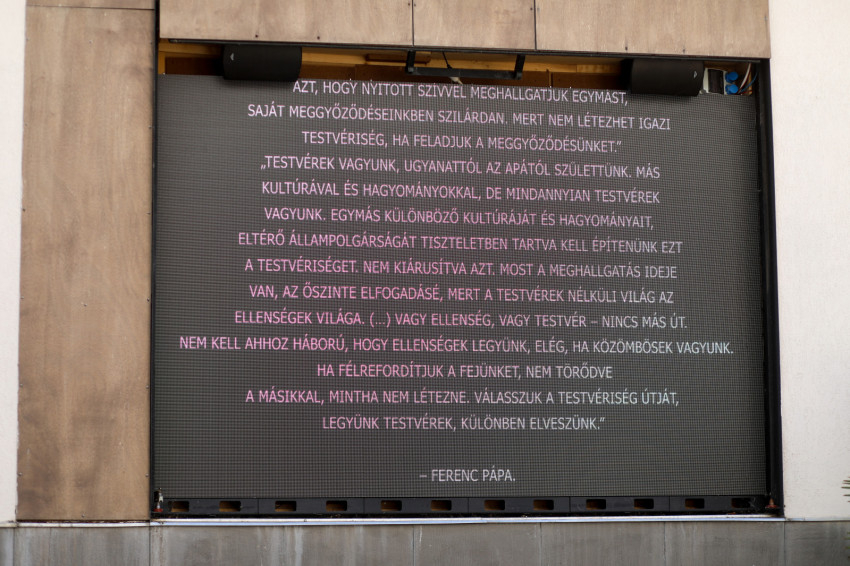 AZT, HOGY NYITOTT SZÍVVEL MEGHALLGATJUK EGYMÁST,
SAJÁT MEGGYŐZŐDÉSEINKBEN SZILÁRDAN. MERT NEM LÉTEZHET IGAZI
TESTVÉRISÉG, HA FELADJUK A MEGGYŐZŐDÉSÜNKET.”
„TESTVÉREK VAGYUNK, UGYANATTÓL AZ APÁTÓL SZÜLETTÜNK. MÁS
KULTÚRÁVAL ÉS HAGYOMÁNYOKKAL, DE MINDANNYIAN TESTVÉREK
VAGYUNK. EGYMÁS KÜLÖNBÖZŐ KULTÚRÁJÁT ÉS HAGYOMÁNYAIT,
ELTÉRŐ ÁLLAMPOLGÁRSÁGÁT TISZTELETBEN TARTVA KELL ÉPÍTENÜNK EZT
A TESTVÉRISÉGET. NEM KIÁRUSÍTVA AZT. MOST A MEGHALLGATÁS IDEJE
VAN, AZ ŐSZINTE ELFOGADÁSÉ, MERT A TESTVÉREK NÉLKÜLI VILÁG AZ
ELLENSÉGEK VILÁGA. (...) VAGY ELLENSÉG, VAGY TESTVÉR – NINCS MÁS ÚT.
NEM KELL AHHOZ HÁBORÚ, HOGY ELLENSÉGEK LEGYÜNK, ELÉG, HA KÖZÖMBÖSEK VAGYUNK.
HA FÉLREFORDÍTJUK A FEJÜNKET, NEM TÖRŐDVE
A MÁSIKKAL, MINTHA NEM LÉTEZNE. VÁLASSZUK A TESTVÉRISÉG ÚTJÁT,
LEGYÜNK TESTVÉREK, KÜLÖNBEN ELVESZÜNK.”
– FERENC PÁPA.